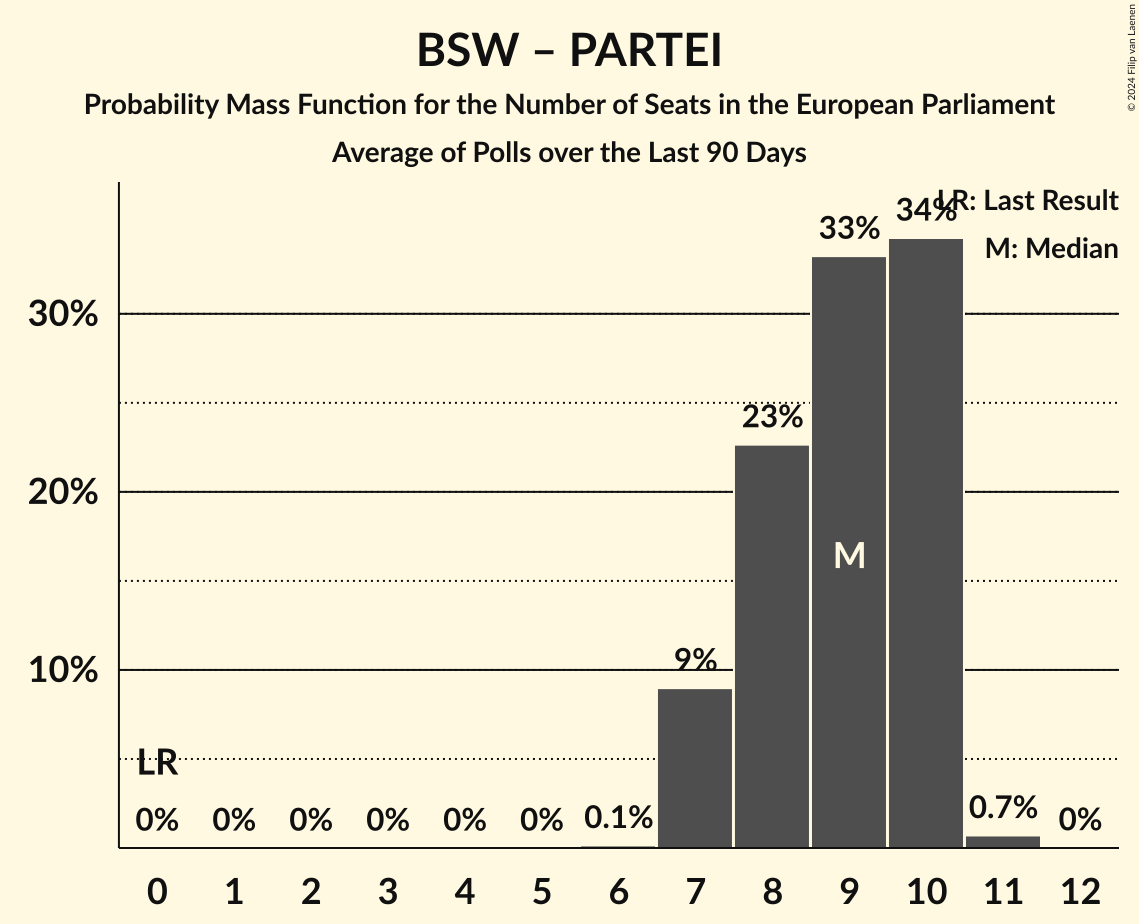 BSW – PARTEI
Probability Mass Function for the Number of Seats in the European Parliament
Average of Polls over the Last 90 Days
© 2024 Filip van Laenen
LR: Last Result
M: Median
34%
33%
30%
23%
20%
M
9%
10%
LR
0% 0% 0% 0% 0% 0% 0.1% 0.7% 0%
0 1 2 3 4 5 6 7 8 9 10 11 12